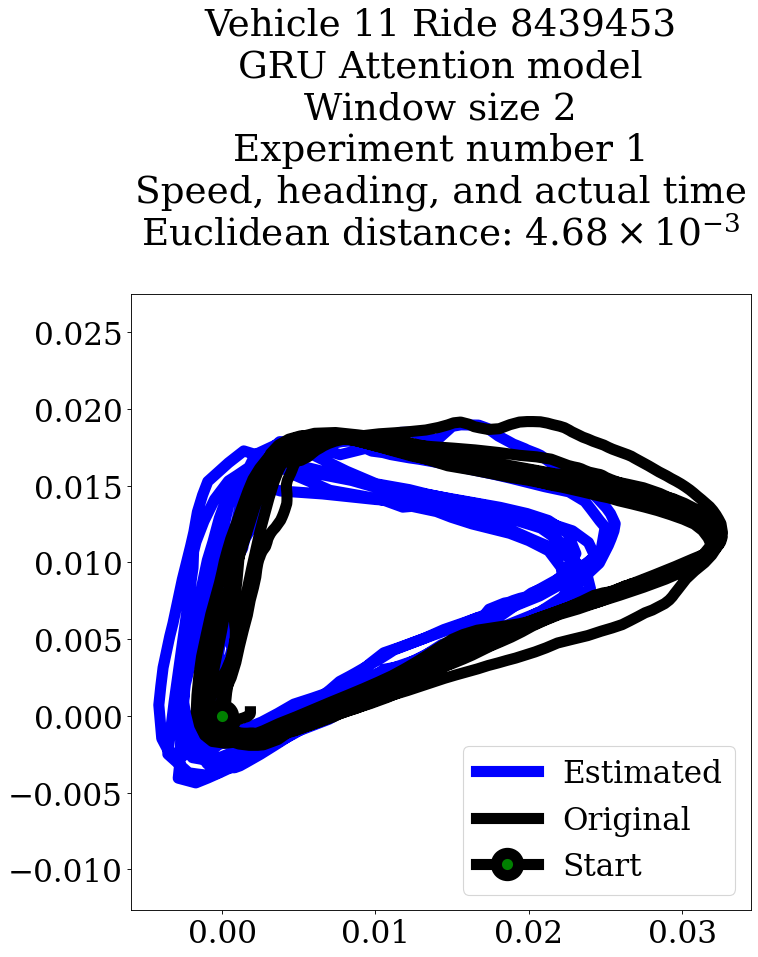 Vehicle 11 Ride 8439453
GRU Attention model
Window size 2
Experiment number 1
Speed, heading, and actual time
Euclidean distance: 4.68 × 10⁻³
0.025
0.020
0.015
0.010
0.005
0.000
−0.005
−0.010
Estimated
Original
Start
0.00 0.01 0.02 0.03